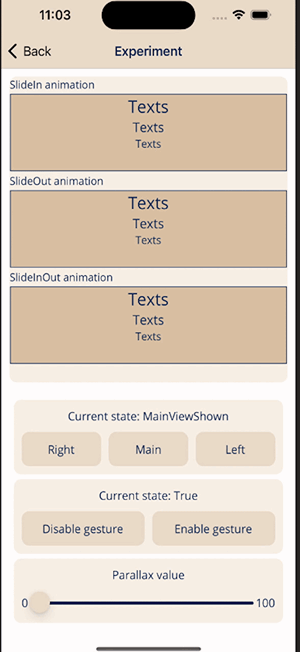 11:03
Back Experiment
SlideIn animation
Texts
Texts
Texts
SlideOut animation
Texts
Texts
Texts
SlideInOut animation
Texts
Texts
Texts
Current state: MainViewShown
Right Main Left
Current state: True
Disable gesture Enable gesture
Parallax value
0 100